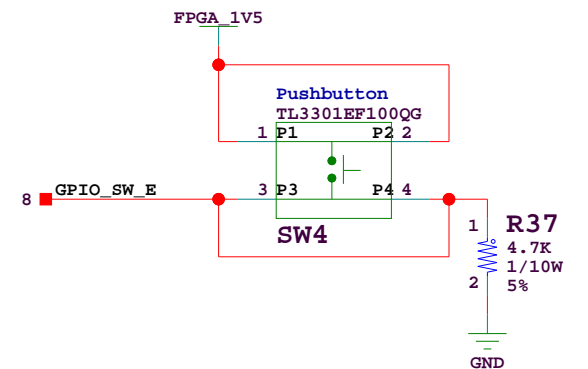 FPGA_1V5
Pushbutton
TL3301EF100QG
1 P1 P2 2
8 GPIO_SW_E 3 P3 P4 4
SW4
1 R37
4.7K
1/10W
2 5%
GND